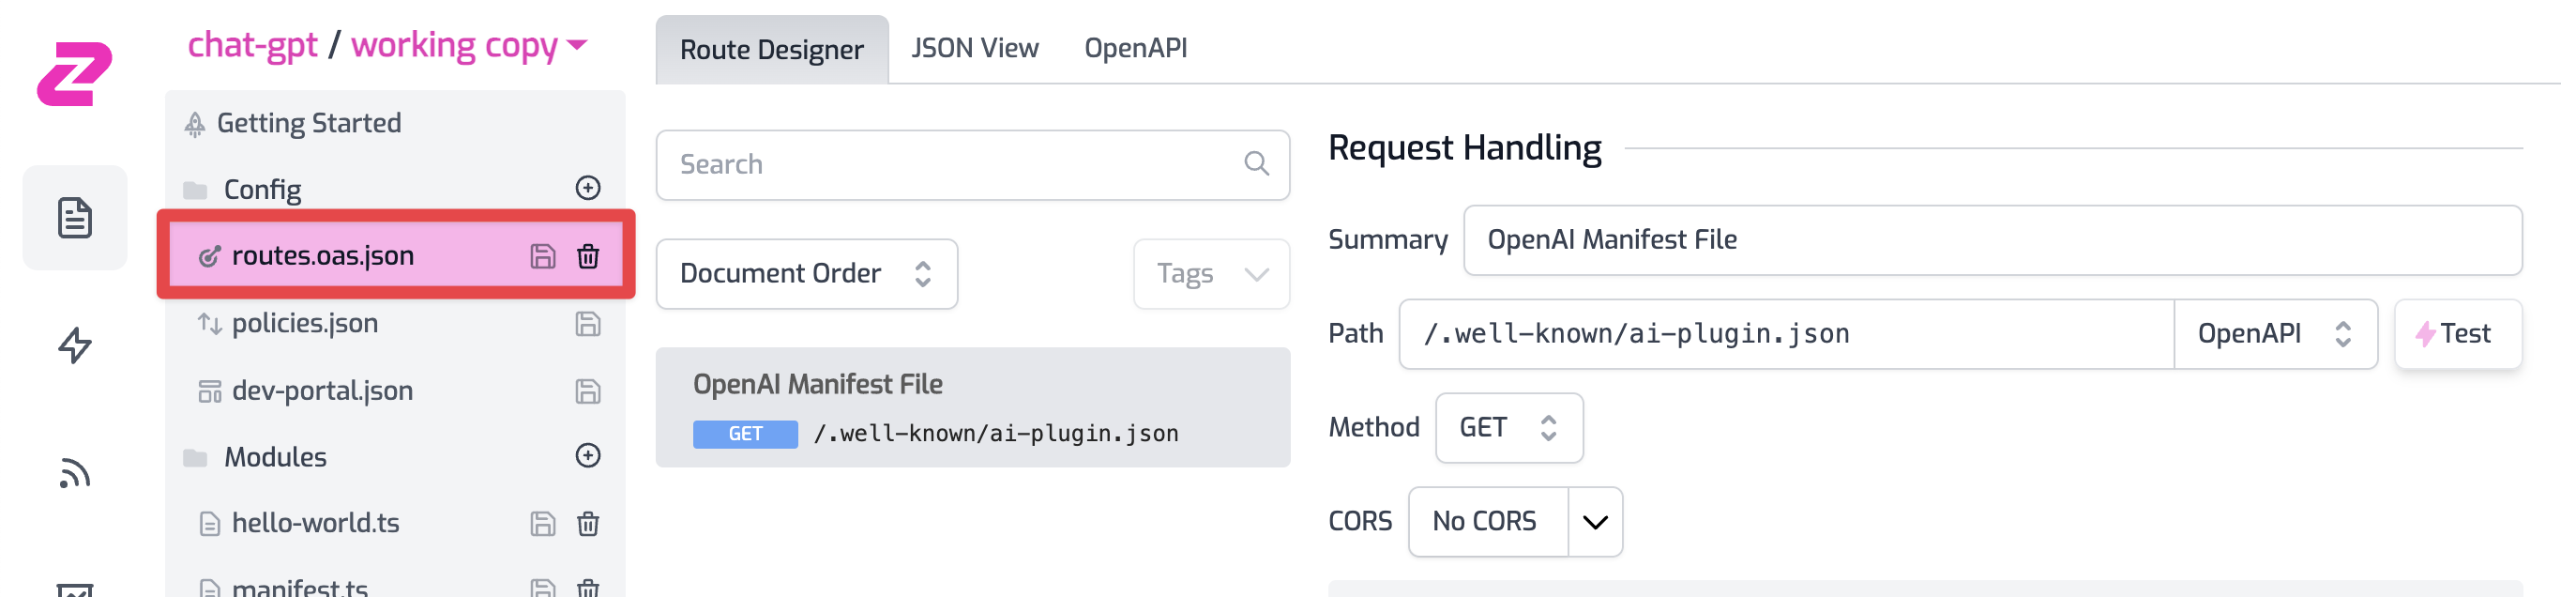 chat-gpt / working copy
Getting Started
Config
routes.oas.json
policies.json
dev-portal.json
Modules
hello-world.ts
manifest.ts
Route Designer
JSON View
OpenAPI
Search
Document Order
Tags
OpenAI Manifest File
GET /.well-known/ai-plugin.json
Request Handling
Summary OpenAI Manifest File
Path /.well-known/ai-plugin.json OpenAPI Test
Method GET
CORS No CORS